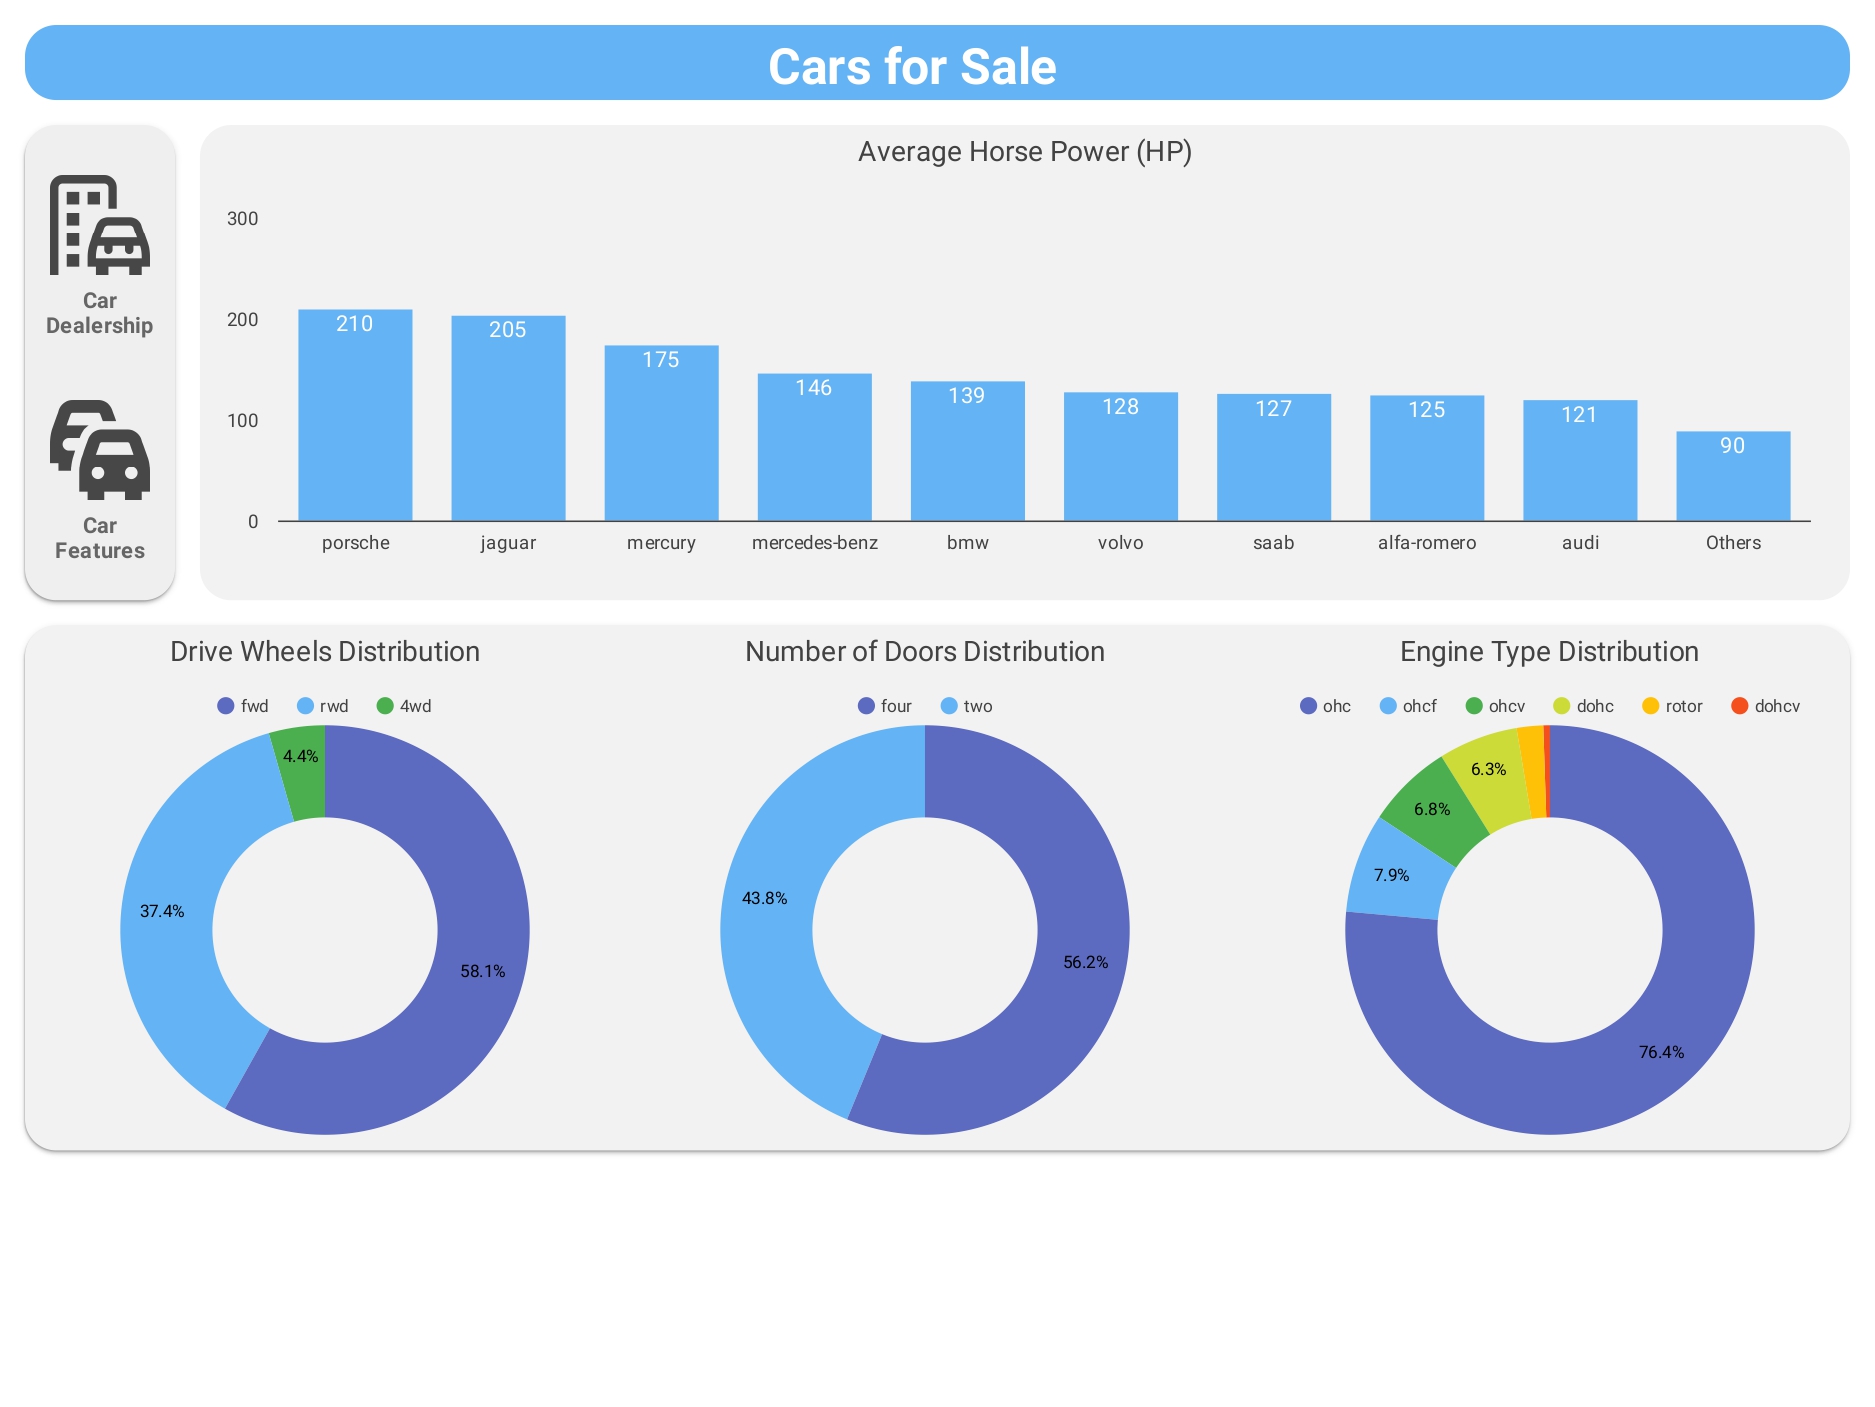 Cars for Sale
Car
Dealership
Car
Features
Average Horse Power (HP)
300
200
100
0
210
205
175
146
139
128
127
125
121
90
porsche
jaguar
mercury
mercedes-benz
bmw
volvo
saab
alfa-romero
audi
Others
Drive Wheels Distribution
fwd rwd 4wd
4.4%
37.4%
58.1%
Number of Doors Distribution
four two
43.8%
56.2%
Engine Type Distribution
ohc ohcf ohcv dohc rotor dohcv
6.3%
6.8%
7.9%
76.4%